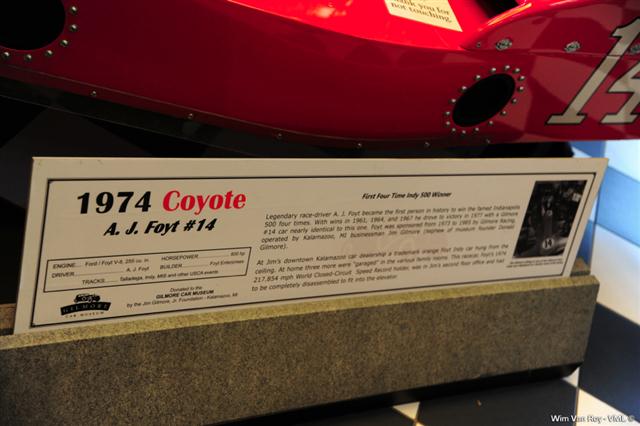 thank you for
not touching.
14
1974 Coyote
A. J. Foyt #14
ENGINE... Ford / Foyt V-8, 255 cu. in. HORSEPOWER... 800 hp
DRIVER... A. J. Foyt BUILDER... Foyt Enterprises
TRACKS: Talladega, Indy, MIS and other USCA events
GILMORE
CAR MUSEUM
Donated to the
GILMORE CAR MUSEUM
by the Jim Gilmore, Jr. Foundation - Kalamazoo, MI
First Four Time Indy 500 Winner
Legendary race-driver A. J. Foyt became the first person in history to win the famed Indianapolis
500 four times. With wins in 1961, 1964, and 1967 he drove to victory in 1977 with a Gilmore
#14 car nearly identical to this one. Foyt was sponsored from 1973 to 1985 by Gilmore Racing,
operated by Kalamazoo, MI businessman Jim Gilmore (nephew of museum founder Donald
Gilmore).
At Jim's downtown Kalamazoo car dealership a trademark orange Foyt Indy car hung from the
ceiling. At home three more were "garaged" in the various family rooms. This racecar, Foyt's 1974
217.854 mph World Closed-Circuit Speed Record holder, was in Jim's second floor office and had
to be completely disassembled to fit into the elevator.
14
Wim Van Roy - VML ©